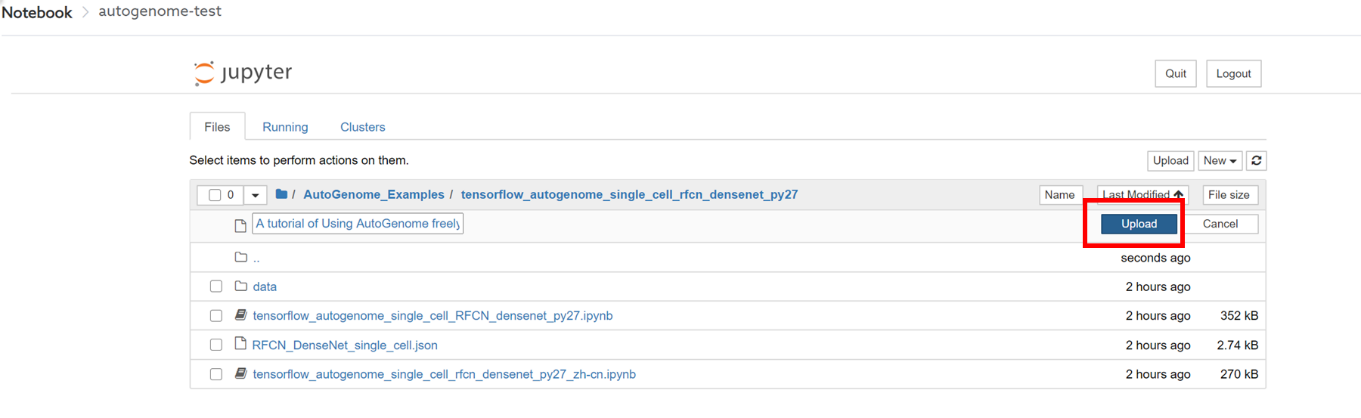 Notebook > autogenome-test
jupyter
Quit Logout
Files Running Clusters
Select items to perform actions on them.
Upload New
0 / AutoGenome_Examples / tensorflow_autogenome_single_cell_rfcn_densenet_py27 Name Last Modified File size
A tutorial of Using AutoGenome freely Upload Cancel
.. seconds ago
data 2 hours ago
tensorflow_autogenome_single_cell_RFCN_densenet_py27.ipynb 2 hours ago 352 kB
RFCN_DenseNet_single_cell.json 2 hours ago 2.74 kB
tensorflow_autogenome_single_cell_rfcn_densenet_py27_zh-cn.ipynb 2 hours ago 270 kB